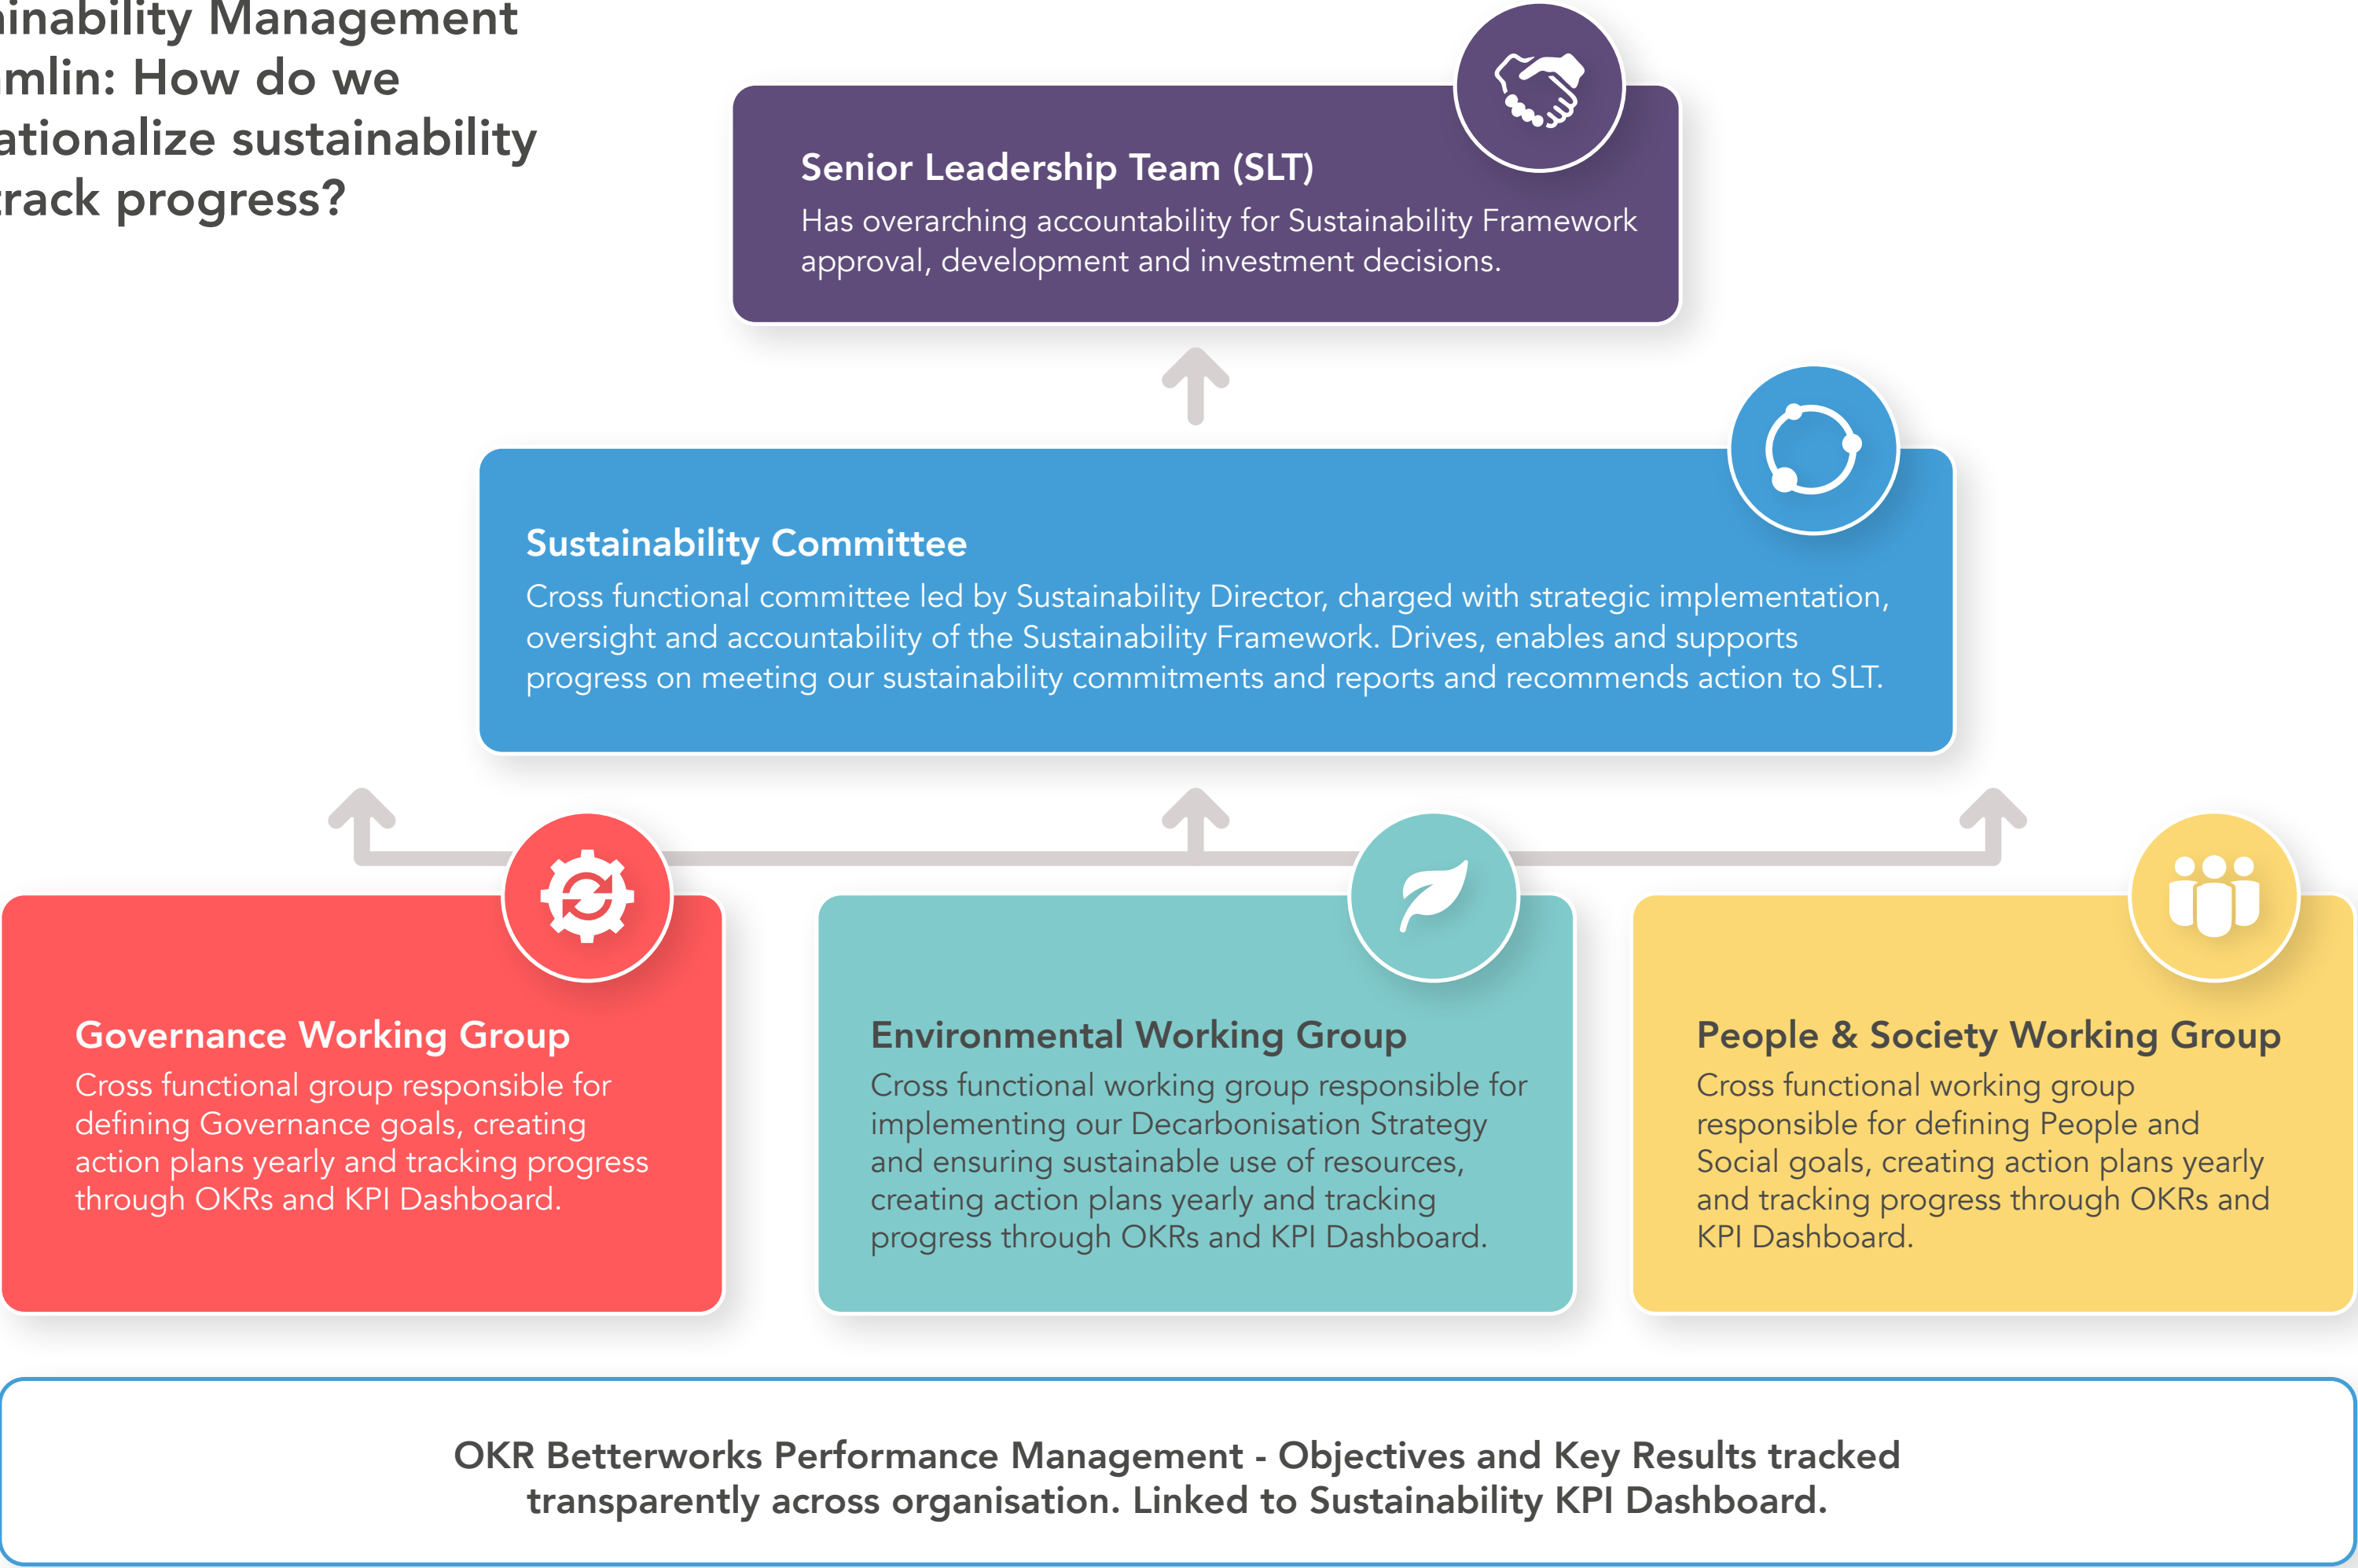 inability Management
mlin: How do we
ationalize sustainability
track progress?
Senior Leadership Team (SLT)
Has overarching accountability for Sustainability Framework
approval, development and investment decisions.
Sustainability Committee
Cross functional committee led by Sustainability Director, charged with strategic implementation,
oversight and accountability of the Sustainability Framework. Drives, enables and supports
progress on meeting our sustainability commitments and reports and recommends action to SLT.
Governance Working Group
Cross functional group responsible for
defining Governance goals, creating
action plans yearly and tracking progress
through OKRs and KPI Dashboard.
Environmental Working Group
Cross functional working group responsible for
implementing our Decarbonisation Strategy
and ensuring sustainable use of resources,
creating action plans yearly and tracking
progress through OKRs and KPI Dashboard.
People & Society Working Group
Cross functional working group
responsible for defining People and
Social goals, creating action plans yearly
and tracking progress through OKRs and
KPI Dashboard.
OKR Betterworks Performance Management - Objectives and Key Results tracked
transparently across organisation. Linked to Sustainability KPI Dashboard.